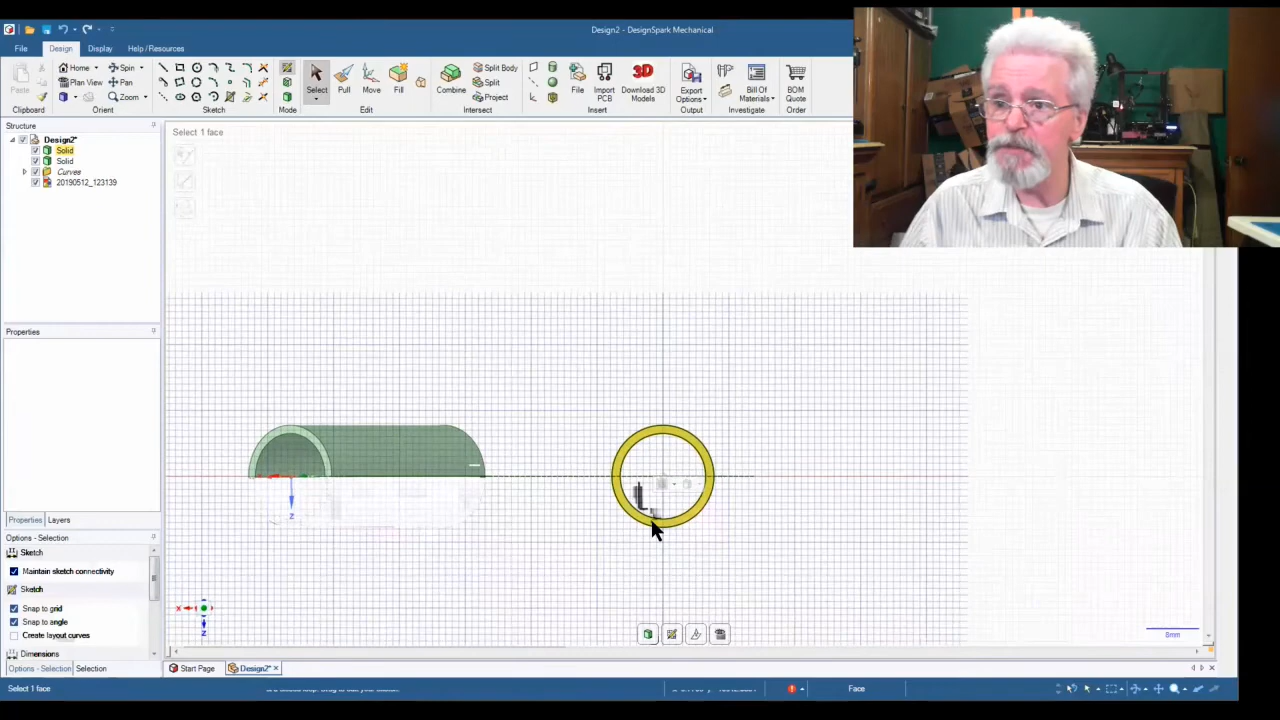 Design2 - DesignSpark Mechanical
File Design Display Help/Resources
Home Spin
Plan View Pan
Zoom
Paste
Select Pull Move Fill
Combine
Split Body
Split
Project
File Import PCB Download 3D Models
3D
Export Options
Bill Of Materials
BOM Quote
Clipboard Orient Sketch Mode Edit Intersect Insert Output Investigate Order
Structure
Select 1 face
Design2*
Solid
Solid
Curves
20190512_123139
Properties
Properties Layers
Options - Selection
Sketch
Maintain sketch connectivity
Sketch
Snap to grid
Snap to angle
Create layout curves
Dimensions
Options - Selection Selection
Z
X
Z
8mm
Start Page Design2*
Select 1 face
Face